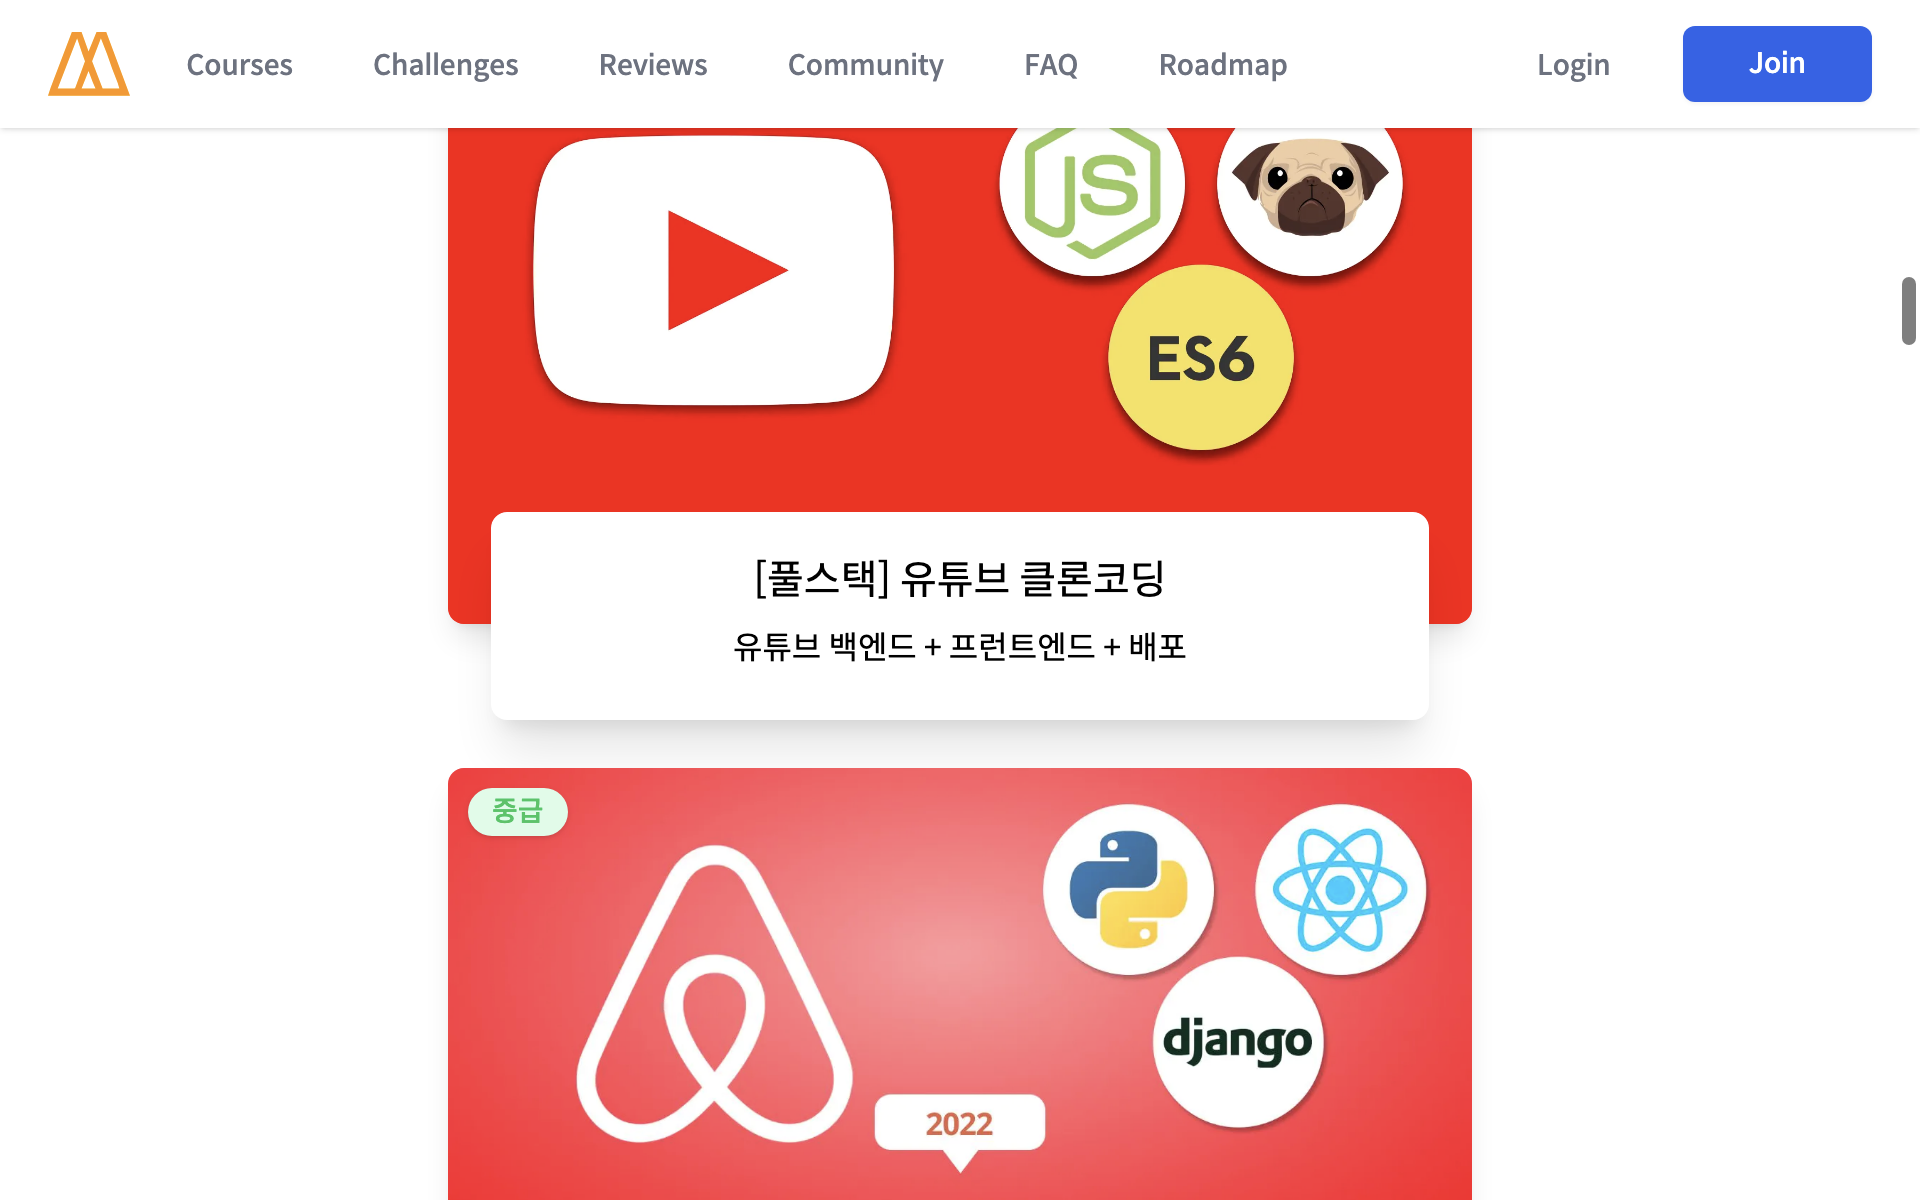 Courses Challenges Reviews Community FAQ Roadmap Login Join
JS
ES6
[풀스택] 유튜브 클론코딩
유튜브 백엔드 + 프런트엔드 + 배포
중급
django
2022